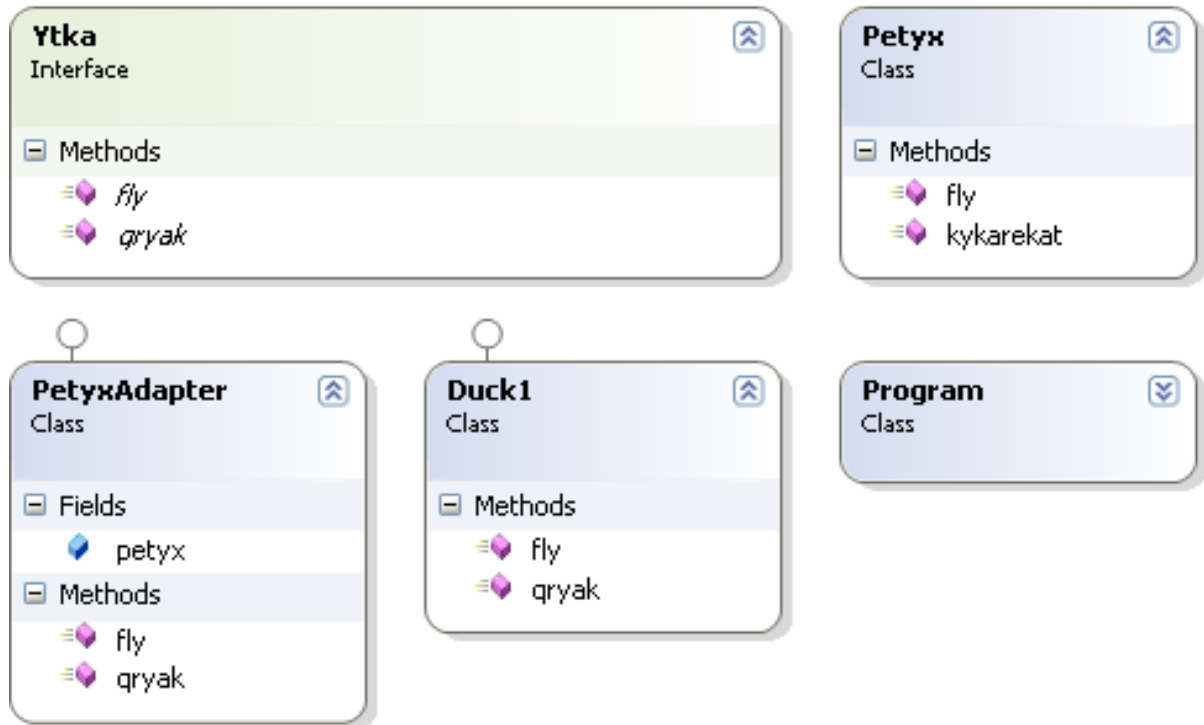 Ytka
Interface
Methods
fly
qryak
Petyx
Class
Methods
fly
kykarekat
PetyxAdapter
Class
Fields
petyx
Methods
fly
qryak
Duck1
Class
Methods
fly
qryak
Program
Class